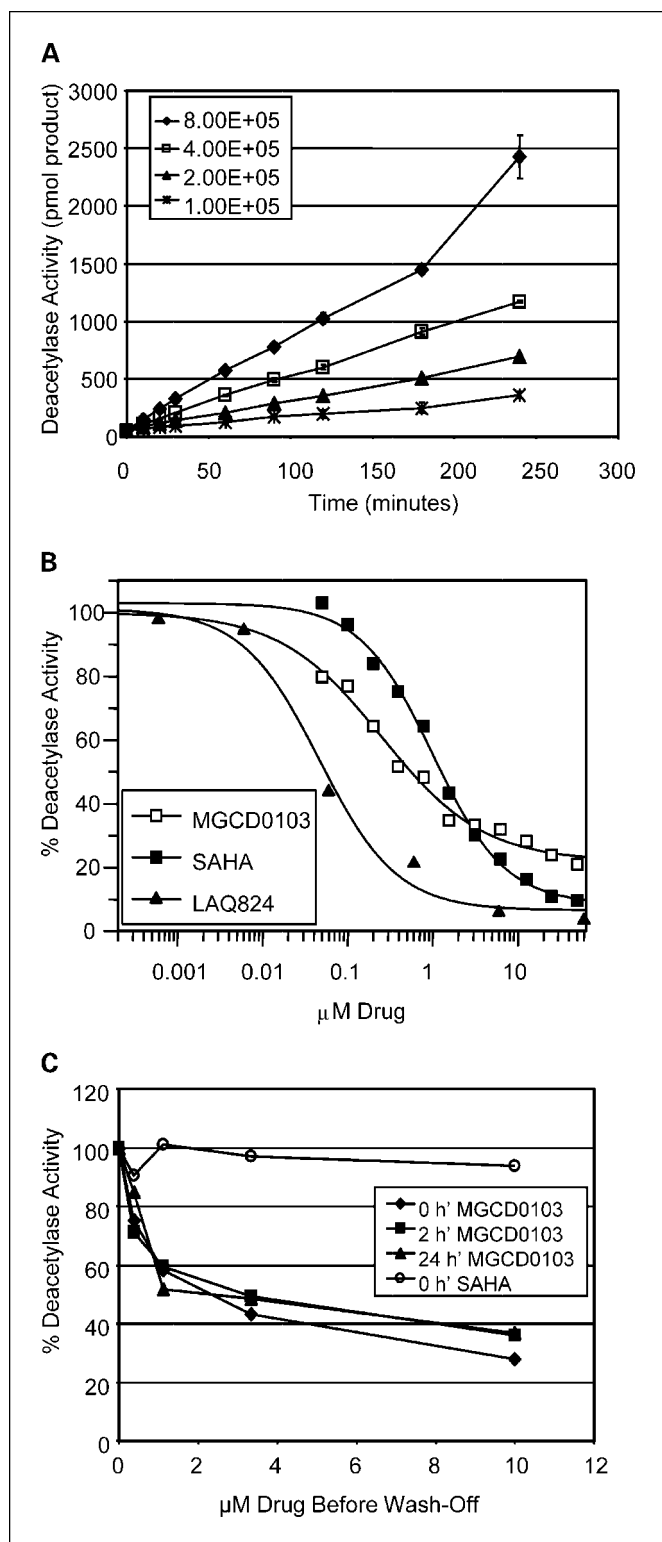 A
3000
2500
2000
1500
1000
500
0
Deacetylase Activity (pmol product)
8.00E+05
4.00E+05
2.00E+05
1.00E+05
0 50 100 150 200 250 300
Time (minutes)
B
100
80
60
40
20
0
% Deacetylase Activity
MGCD0103
SAHA
LAQ824
0.001 0.01 0.1 1 10
μM Drug
C
120
100
80
60
40
20
0
% Deacetylase Activity
0 h' MGCD0103
2 h' MGCD0103
24 h' MGCD0103
0 h' SAHA
0 2 4 6 8 10 12
μM Drug Before Wash-Off